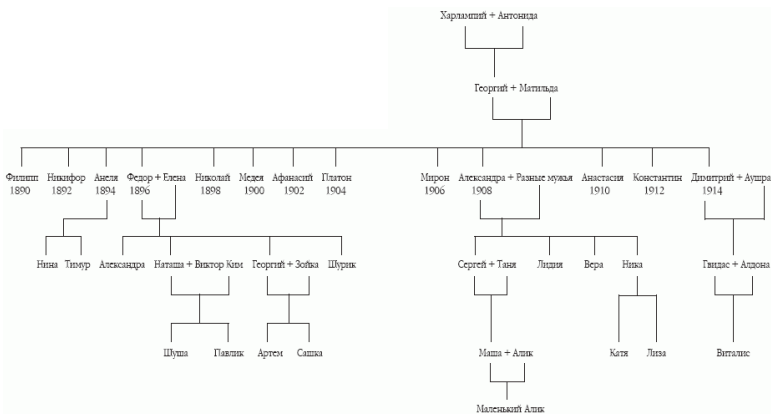 Харлампий + Антонида
Георгий + Матильда
Филипп Никифор Анеля Федор + Елена Николай Медея Афанасий Платон Мирон Александра + Разные мужья Анастасия Константин Димитрий + Аушра
1890 1892 1894 1896 1898 1900 1902 1904 1906 1908 1910 1912 1914
Нина Тимур Александра Наташа + Виктор Ким Георгий + Зойка Шурик Сергей + Таня Лидия Вера Ника Гвидас + Алдона
Шуша Павлик Артем Сашка Маша + Алик Катя Лиза Виталис
Маленький Алик